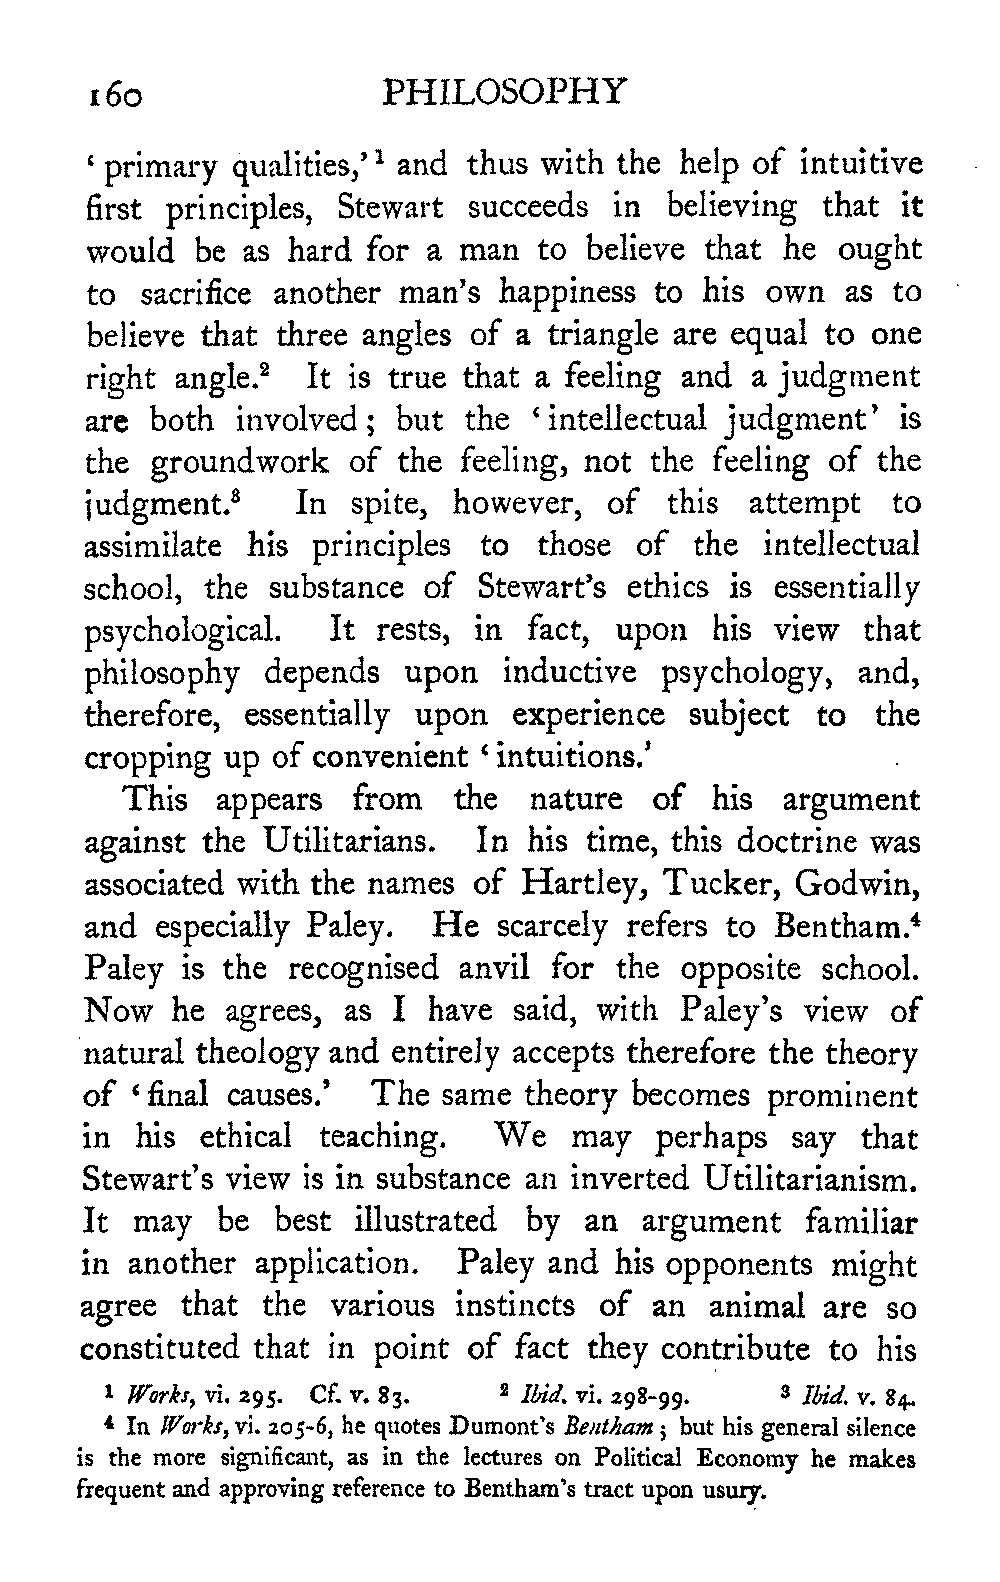 160 PHILOSOPHY
‘primary qualities,’ ¹ and thus with the help of intuitive
first principles, Stewart succeeds in believing that it
would be as hard for a man to believe that he ought
to sacrifice another man’s happiness to his own as to
believe that three angles of a triangle are equal to one
right angle.² It is true that a feeling and a judgment
are both involved; but the ‘intellectual judgment’ is
the groundwork of the feeling, not the feeling of the
judgment.³ In spite, however, of this attempt to
assimilate his principles to those of the intellectual
school, the substance of Stewart’s ethics is essentially
psychological. It rests, in fact, upon his view that
philosophy depends upon inductive psychology, and,
therefore, essentially upon experience subject to the
cropping up of convenient ‘intuitions.’
This appears from the nature of his argument
against the Utilitarians. In his time, this doctrine was
associated with the names of Hartley, Tucker, Godwin,
and especially Paley. He scarcely refers to Bentham.⁴
Paley is the recognised anvil for the opposite school.
Now he agrees, as I have said, with Paley’s view of
natural theology and entirely accepts therefore the theory
of ‘final causes.’ The same theory becomes prominent
in his ethical teaching. We may perhaps say that
Stewart’s view is in substance an inverted Utilitarianism.
It may be best illustrated by an argument familiar
in another application. Paley and his opponents might
agree that the various instincts of an animal are so
constituted that in point of fact they contribute to his
¹ Works, vi. 295. Cf. v. 83. ² Ibid. vi. 298-99. ³ Ibid. v. 84.
⁴ In Works, vi. 205-6, he quotes Dumont’s Bentham; but his general silence
is the more significant, as in the lectures on Political Economy he makes
frequent and approving reference to Bentham’s tract upon usury.